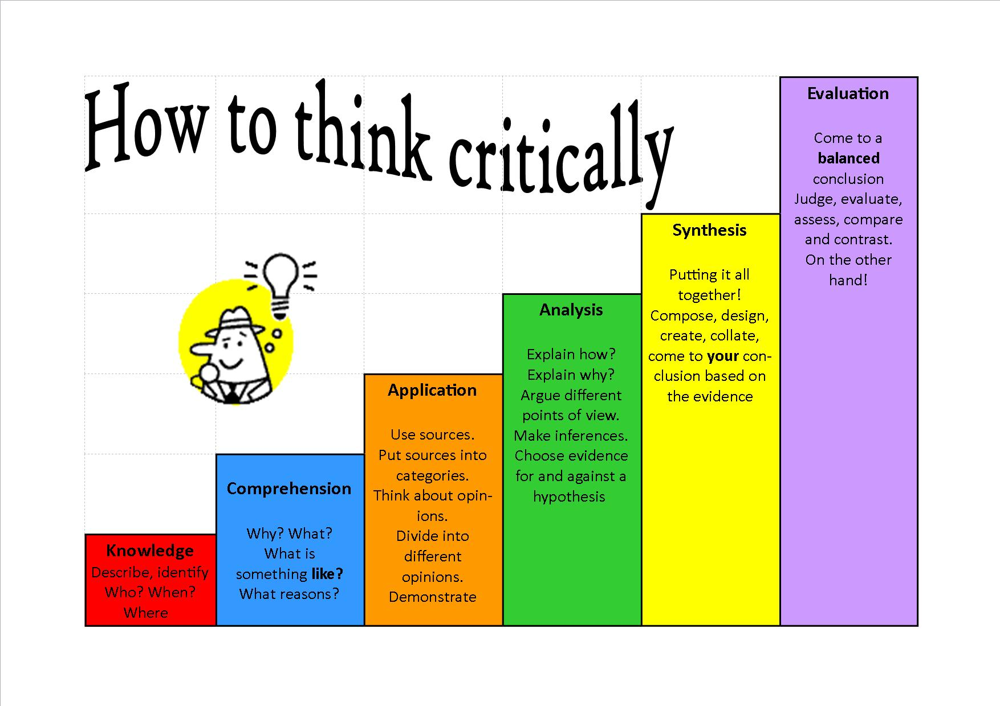 How to think critically
Knowledge
Describe, identify
Who? When?
Where
Comprehension
Why? What?
What is
something like?
What reasons?
Application
Use sources.
Put sources into
categories.
Think about opin-
ions.
Divide into
different
opinions.
Demonstrate
Analysis
Explain how?
Explain why?
Argue different
points of view.
Make inferences.
Choose evidence
for and against a
hypothesis
Synthesis
Putting it all
together!
Compose, design,
create, collate,
come to your con-
clusion based on
the evidence
Evaluation
Come to a
balanced
conclusion
Judge, evaluate,
assess, compare
and contrast.
On the other
hand!